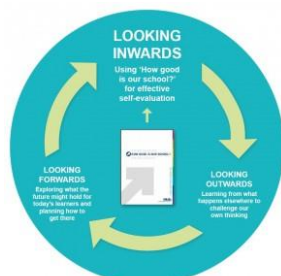 LOOKING
INWARDS
Using ‘How good
is our school?’
for effective
self-evaluation
LOOKING
OUTWARDS
Learning from what
happens elsewhere to
challenge our
own thinking
LOOKING
FORWARDS
Exploring what the
future might hold for
today's learners and
planning how to
get there